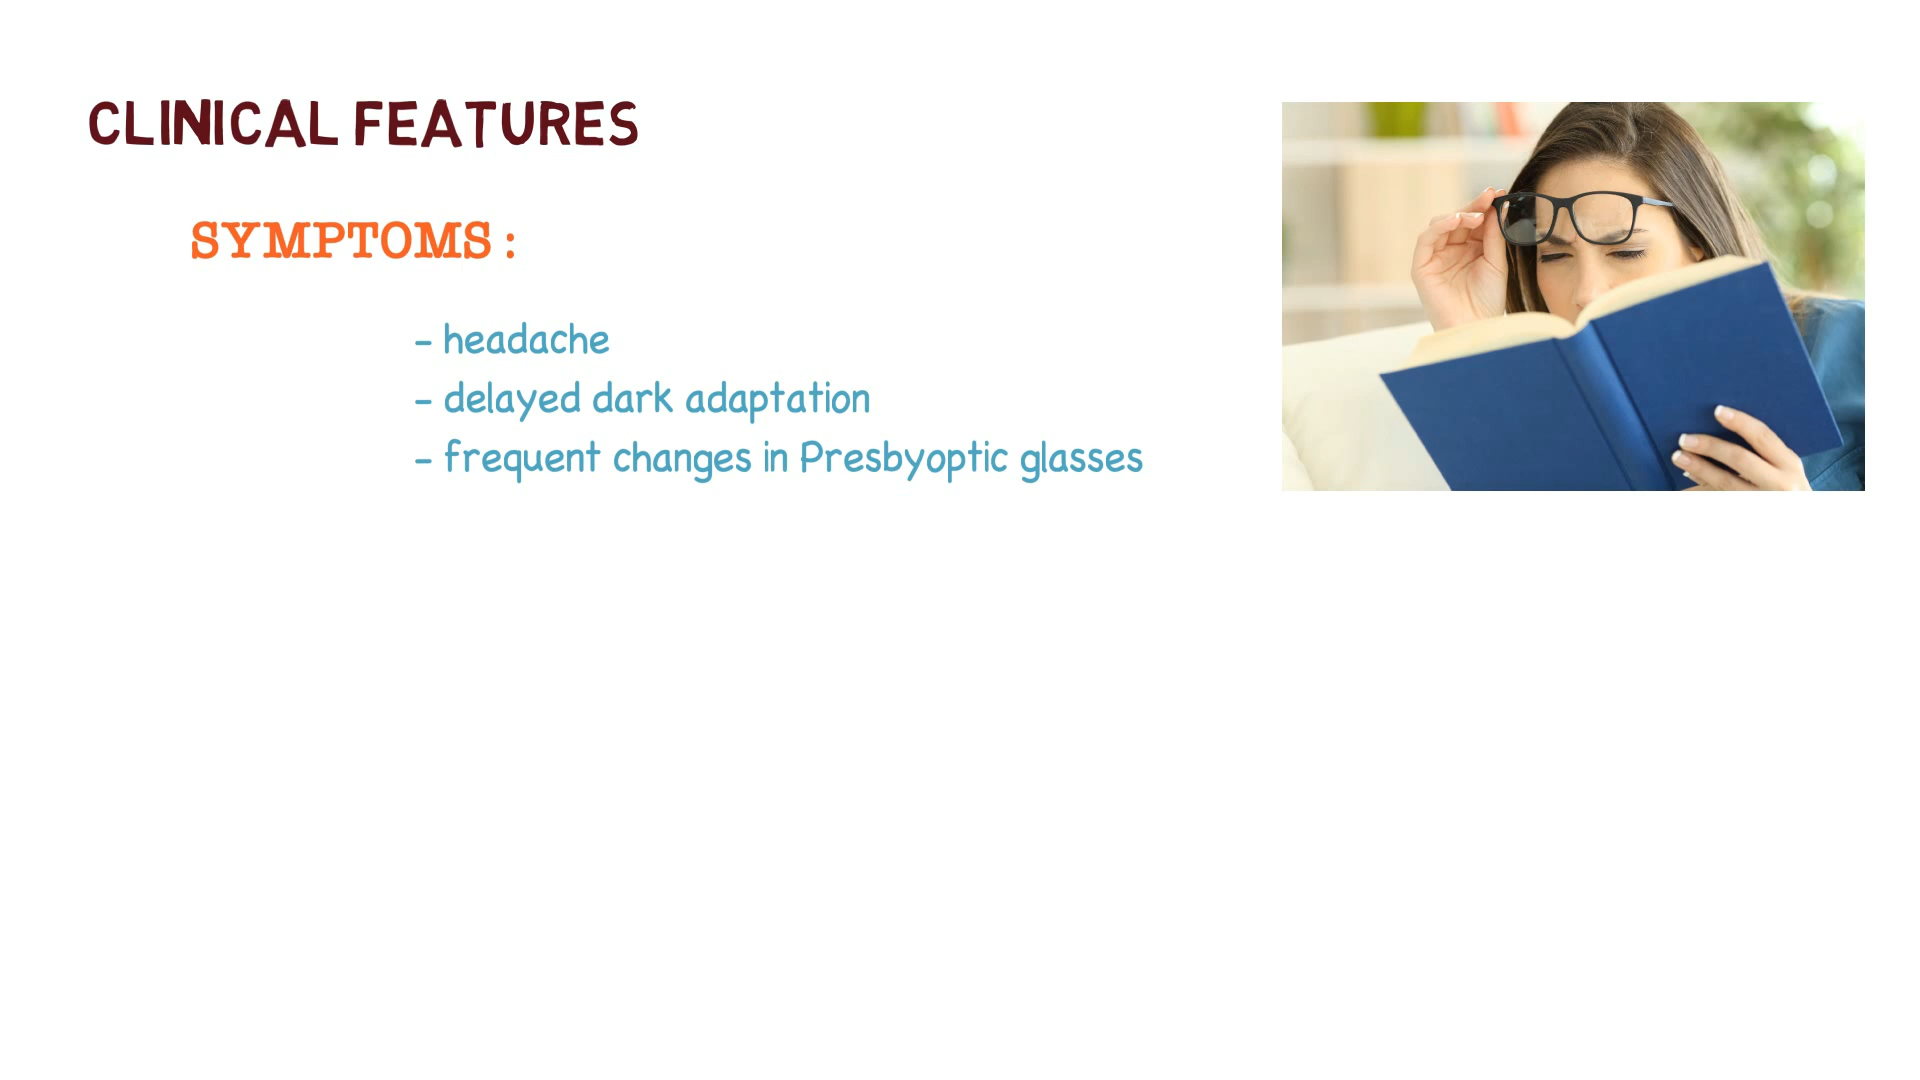 CLINICAL FEATURES
SYMPTOMS :
- headache
- delayed dark adaptation
- frequent changes in Presbyoptic glasses